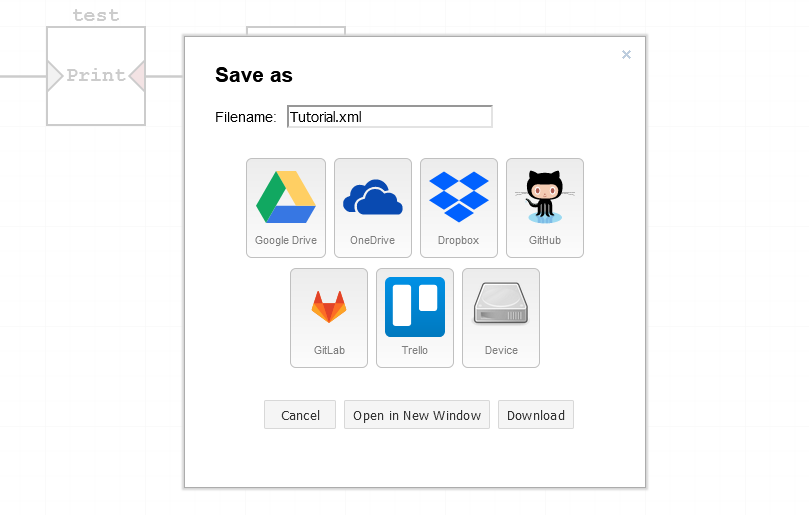 test
Print
×
Save as
Filename: Tutorial.xml
Google Drive OneDrive Dropbox GitHub
GitLab Trello Device
Cancel Open in New Window Download